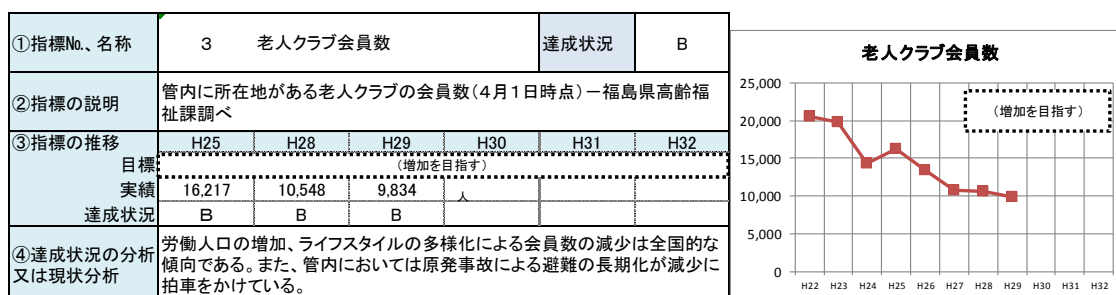 ①指標№、名称 3 老人クラブ会員数 達成状況 B
②指標の説明 管内に所在地がある老人クラブの会員数(4月1日時点)－福島県高齢福
祉課調べ
③指標の推移 H25 H28 H29 H30 H31 H32
目標 (増加を目指す)
実績 16,217 10,548 9,834 人
達成状況 B B B
④達成状況の分析
又は現状分析
労働人口の増加、ライフスタイルの多様化による会員数の減少は全国的な
傾向である。また、管内においては原発事故による避難の長期化が減少に
拍車をかけている。
老人クラブ会員数
(増加を目指す)
25,000
20,000
15,000
10,000
5,000
0
H22 H23 H24 H25 H26 H27 H28 H29 H30 H31 H32